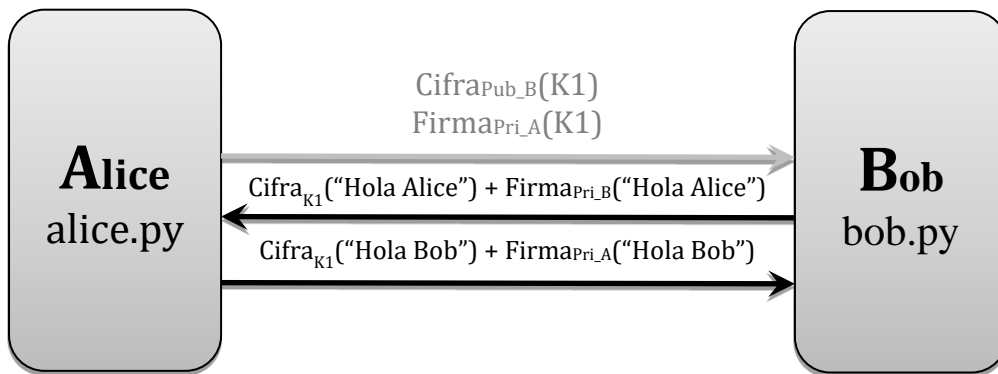 Alice
alice.py
CifraPub_B(K1)
FirmaPri_A(K1)
CifraK1(“Hola Alice”) + FirmaPri_B(“Hola Alice”)
CifraK1(“Hola Bob”) + FirmaPri_A(“Hola Bob”)
Bob
bob.py